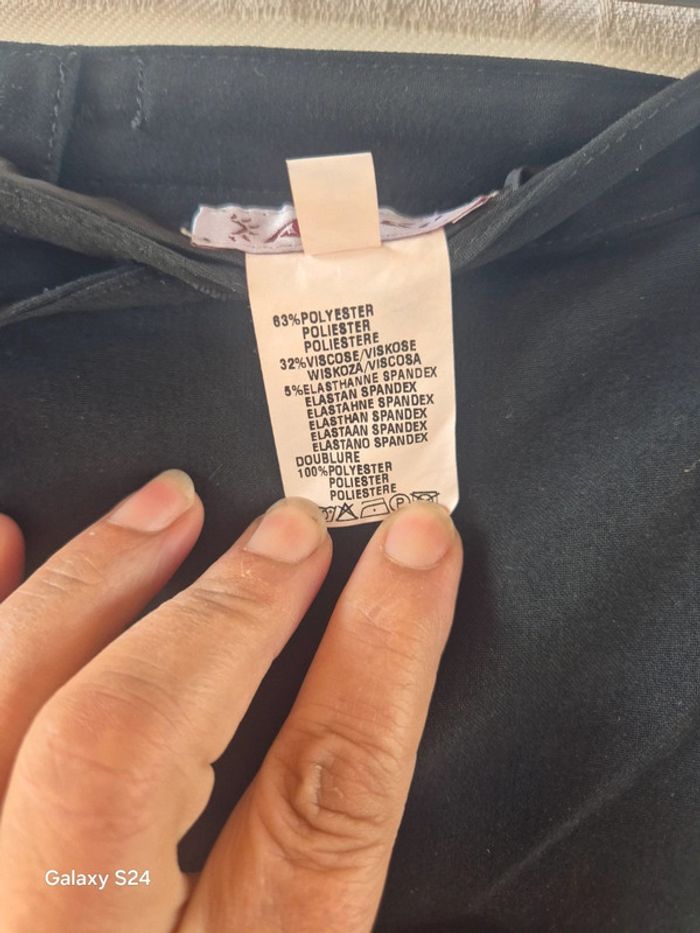 63%POLYESTER
POLIESTER
POLIESTERE
32%VISCOSE/VISKOSE
WISKOZA/VISCOSA
5%ELASTHANNE SPANDEX
ELASTAN SPANDEX
ELASTAHNE SPANDEX
ELASTHAN SPANDEX
ELASTAAN SPANDEX
ELASTANO SPANDEX
DOUBLURE
100%POLYESTER
POLIESTER
POLIESTERE
P
Galaxy S24